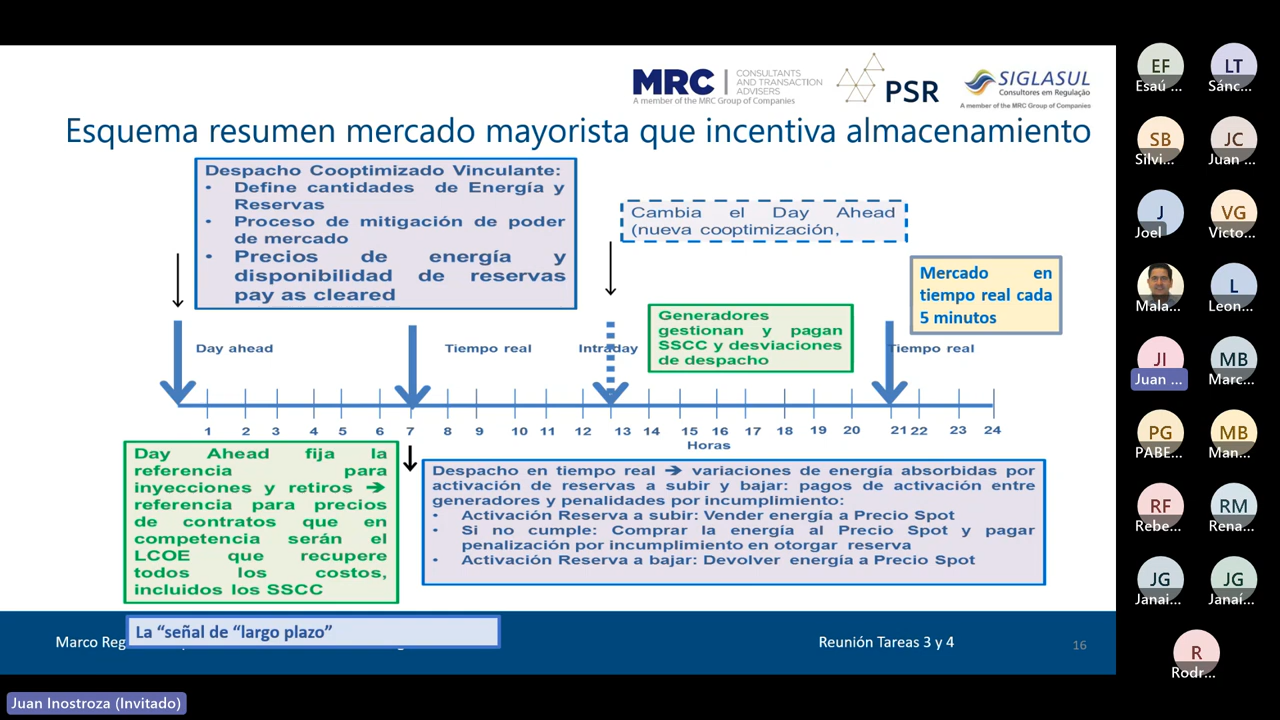 MRC
CONSULTANTS
AND TRANSACTION
ADVISERS
A member of the MRC Group of Companies
PSR
SIGLASUL
Consultores em Regulação
A member of the MRC Group of Companies
Esquema resumen mercado mayorista que incentiva almacenamiento
Despacho Cooptimizado Vinculante:
• Define cantidades de Energía y
Reservas
• Proceso de mitigación de poder
de mercado
• Precios de energía y
disponibilidad de reservas
pay as cleared
Cambia el Day Ahead
(nueva cooptimización,
Mercado en
tiempo real cada
5 minutos
Generadores
gestionan y pagan
SSCC y desviaciones
de despacho
Day ahead
Tiempo real
Intraday
Tiempo real
1 2 3 4 5 6 7 8 9 10 11 12 13 14 15 16 17 18 19 20 21 22 23 24
Horas
Day Ahead fija la
referencia para
inyecciones y retiros ➔
referencia para precios
de contratos que en
competencia serán el
LCOE que recupere
todos los costos,
incluidos los SSCC
Despacho en tiempo real ➔ variaciones de energía absorbidas por
activación de reservas a subir y bajar: pagos de activación entre
generadores y penalidades por incumplimiento:
• Activación Reserva a subir: Vender energía a Precio Spot
• Si no cumple: Comprar la energía al Precio Spot y pagar
penalización por incumplimiento en otorgar reserva
• Activación Reserva a bajar: Devolver energía a Precio Spot
La “señal de “largo plazo”
Marco Reg
Reunión Tareas 3 y 4
16
Juan Inostroza (Invitado)
EF
Esaú ...
LT
Sánc...
SB
Silvi...
JC
Juan ...
J
Joel
VG
Victo...
Mala...
L
Leon...
JI
Juan ...
MB
Marc...
PG
PABE...
MB
Man...
RF
Rebe...
RM
Rena...
JG
Janai...
JG
Janaí...
R
Rodr...